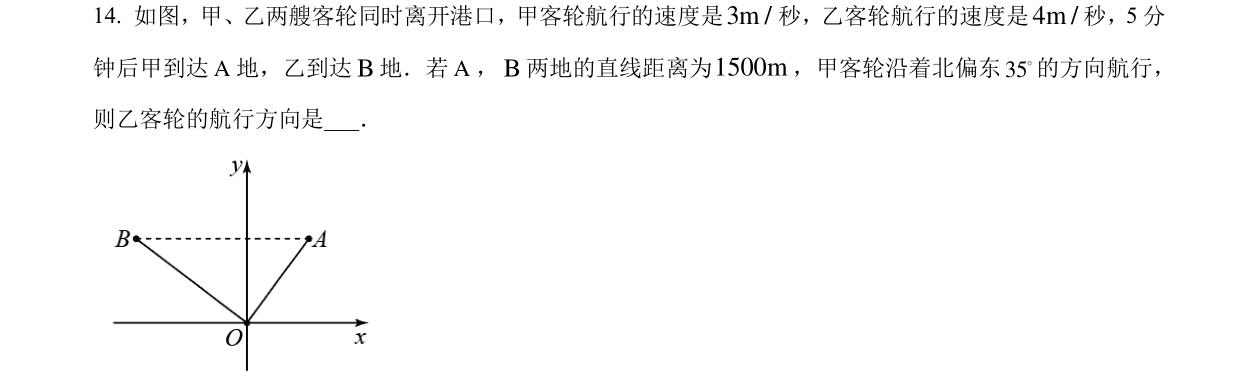 14. 如图，甲、乙两艘客轮同时离开港口，甲客轮航行的速度是3m / 秒，乙客轮航行的速度是4m / 秒，5 分
钟后甲到达 A 地，乙到达 B 地．若 A ， B 两地的直线距离为1500m，甲客轮沿着北偏东35°的方向航行，
则乙客轮的航行方向是___．
y
B A
O x